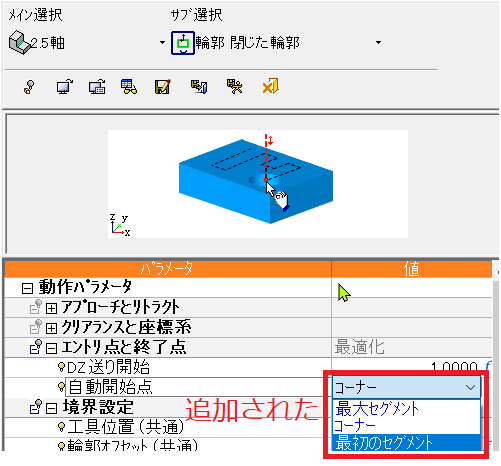 メイン選択 サブ選択
2.5軸 輪郭 閉じた輪郭
z y
x
パラメータ 値
動作パラメータ
アプローチとリトラクト
クリアランスと座標系
エントリ点と終了点 最適化
DZ送り開始 1.0000 f
自動開始点 コーナー
境界設定 追加された 最大セグメント
工具位置(共通) コーナー
輪郭オフセット(共通) 最初のセグメント